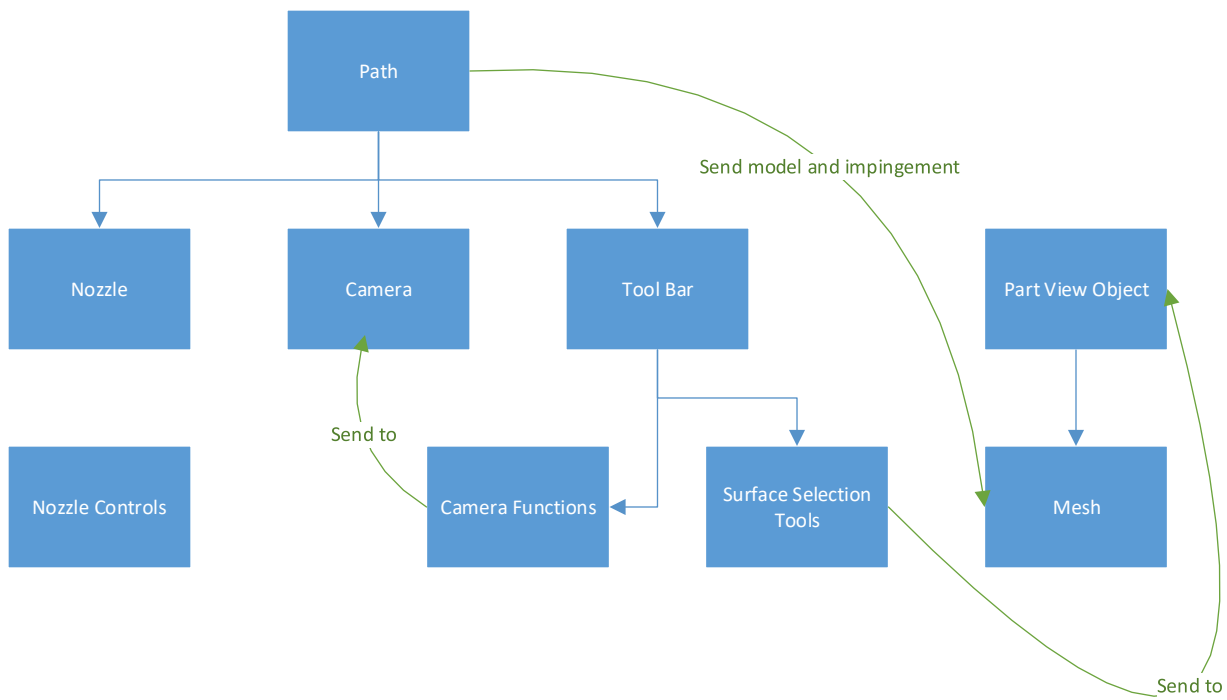 Path
Send model and impingement
Nozzle
Camera
Tool Bar
Part View Object
Send to
Nozzle Controls
Camera Functions
Surface Selection
Tools
Mesh
Send to